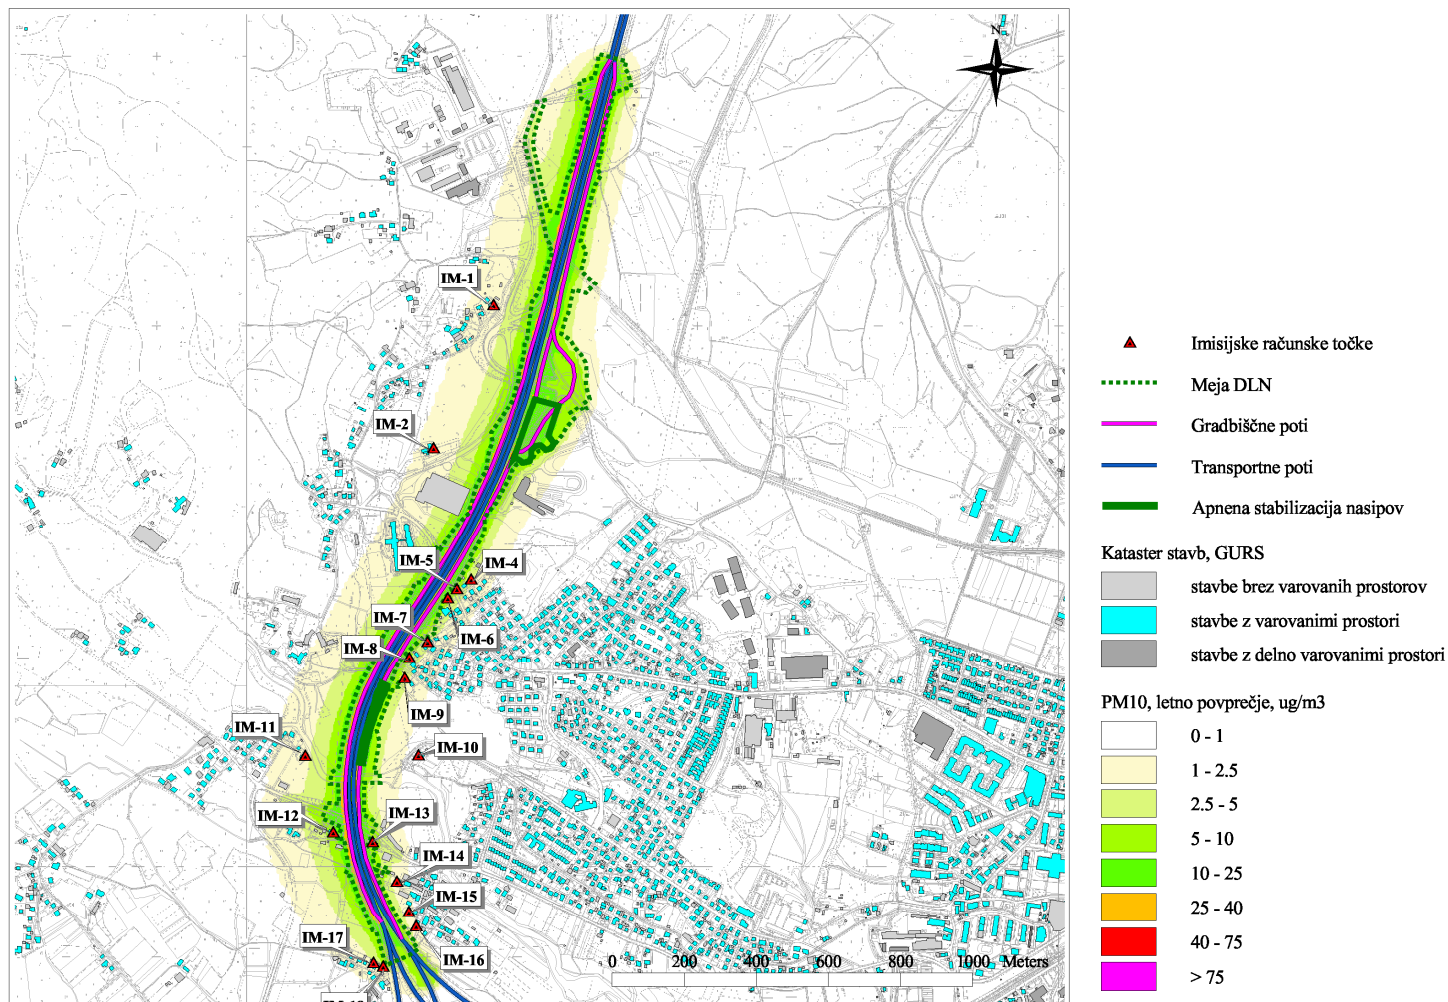 N
IM-1
IM-2
IM-5
IM-4
IM-7
IM-6
IM-8
IM-9
IM-11
IM-10
IM-12
IM-13
IM-14
IM-15
IM-17
IM-16
0 200 400 600 800 1000 Meters
Imisijske računske točke
Meja DLN
Gradbiščne poti
Transportne poti
Apnena stabilizacija nasipov
Kataster stavb, GURS
stavbe brez varovanih prostorov
stavbe z varovanimi prostori
stavbe z delno varovanimi prostori
PM10, letno povprečje, ug/m3
0 - 1
1 - 2.5
2.5 - 5
5 - 10
10 - 25
25 - 40
40 - 75
> 75